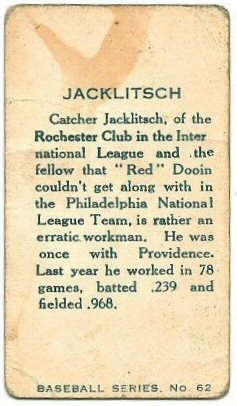 JACKLITSCH
Catcher Jacklitsch, of the
Rochester Club in the Inter
national League and .the
fellow that "Red" Dooin
couldn't get along with in
the Philadelphia National
League Team, is rather an
erratic workman. He was
once with Providence.
Last year he worked in 78
games, batted .239 and
fielded .968.
BASEBALL SERIES, No. 62